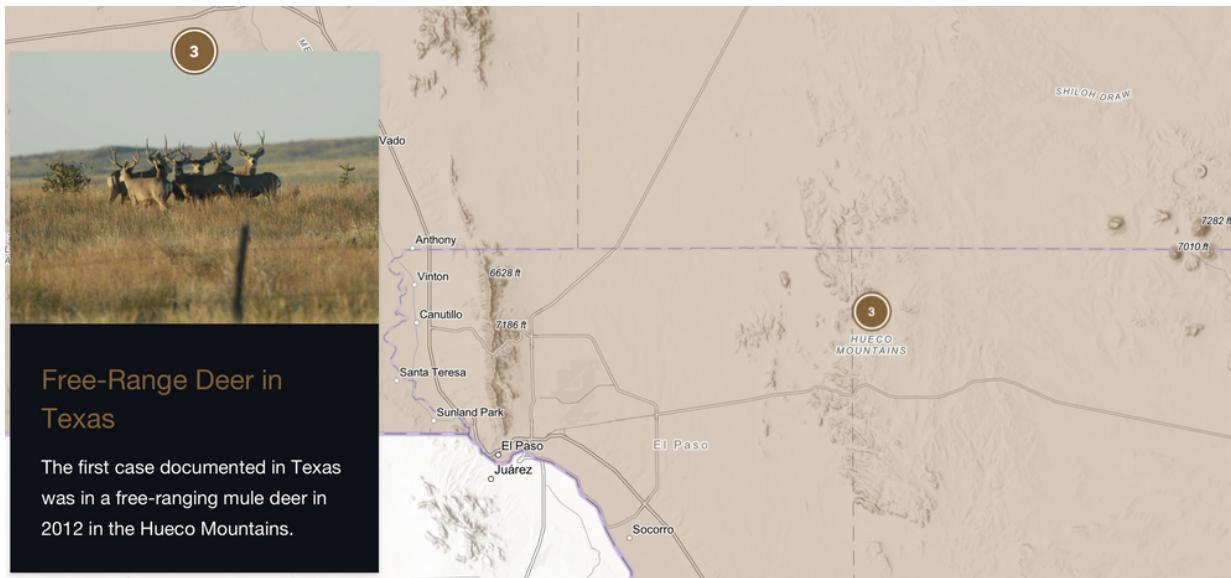 3
Free-Range Deer in
Texas
The first case documented in Texas
was in a free-ranging mule deer in
2012 in the Hueco Mountains.
SHILOH DRAW
Vado
7282 ft
7010 ft
Anthony
Vinton
6628 ft
Canutillo
7186 ft
3
HUECO
MOUNTAINS
Santa Teresa
Sunland Park
El Paso
El Paso
Juárez
Socorro